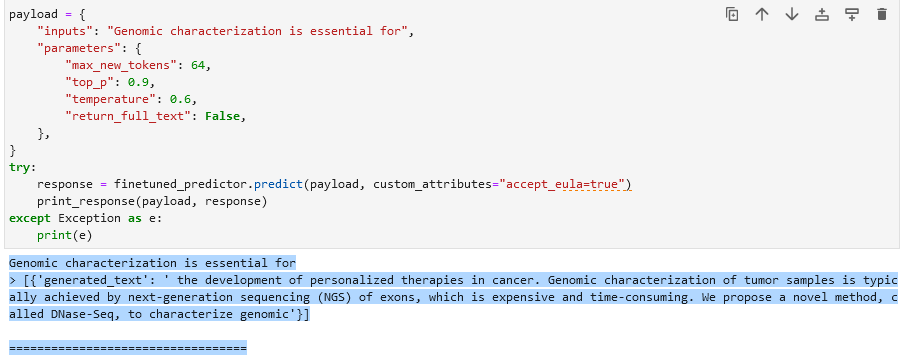 payload = {
    "inputs": "Genomic characterization is essential for",
    "parameters": {
        "max_new_tokens": 64,
        "top_p": 0.9,
        "temperature": 0.6,
        "return_full_text": False,
    },
}
try:
    response = finetuned_predictor.predict(payload, custom_attributes="accept_eula=true")
    print_response(payload, response)
except Exception as e:
    print(e)
Genomic characterization is essential for
> [{'generated_text': ' the development of personalized therapies in cancer. Genomic characterization of tumor samples is typic
ally achieved by next-generation sequencing (NGS) of exons, which is expensive and time-consuming. We propose a novel method, c
alled DNase-Seq, to characterize genomic'}]
==================================